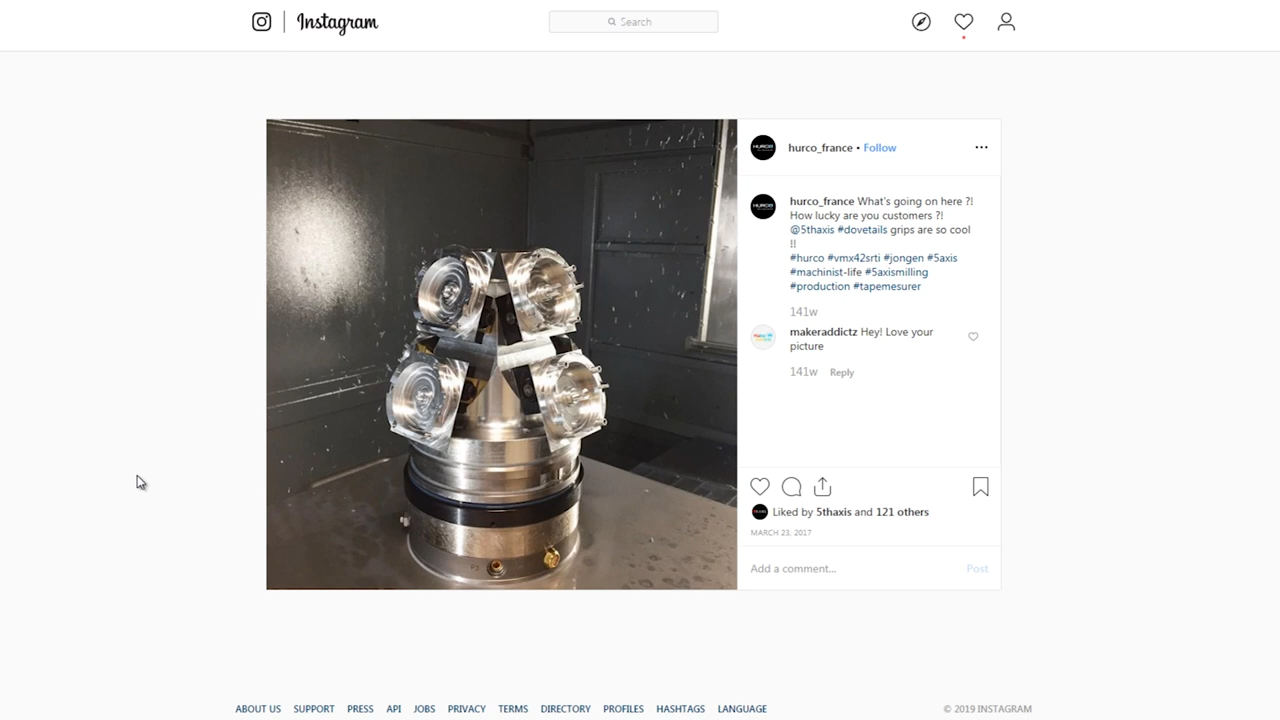 Instagram
Search
hurco_france • Follow
hurco_france What's going on here ?!
How lucky are you customers ?!
@5thaxis #dovetails grips are so cool
!!
#hurco #vmx42srti #jongen #5axis
#machinist-life #5axismilling
#production #tapemesurer
141w
makeraddictz Hey! Love your
picture
141w Reply
Liked by 5thaxis and 121 others
MARCH 23, 2017
Add a comment... Post
P3
ABOUT US SUPPORT PRESS API JOBS PRIVACY TERMS DIRECTORY PROFILES HASHTAGS LANGUAGE © 2019 INSTAGRAM